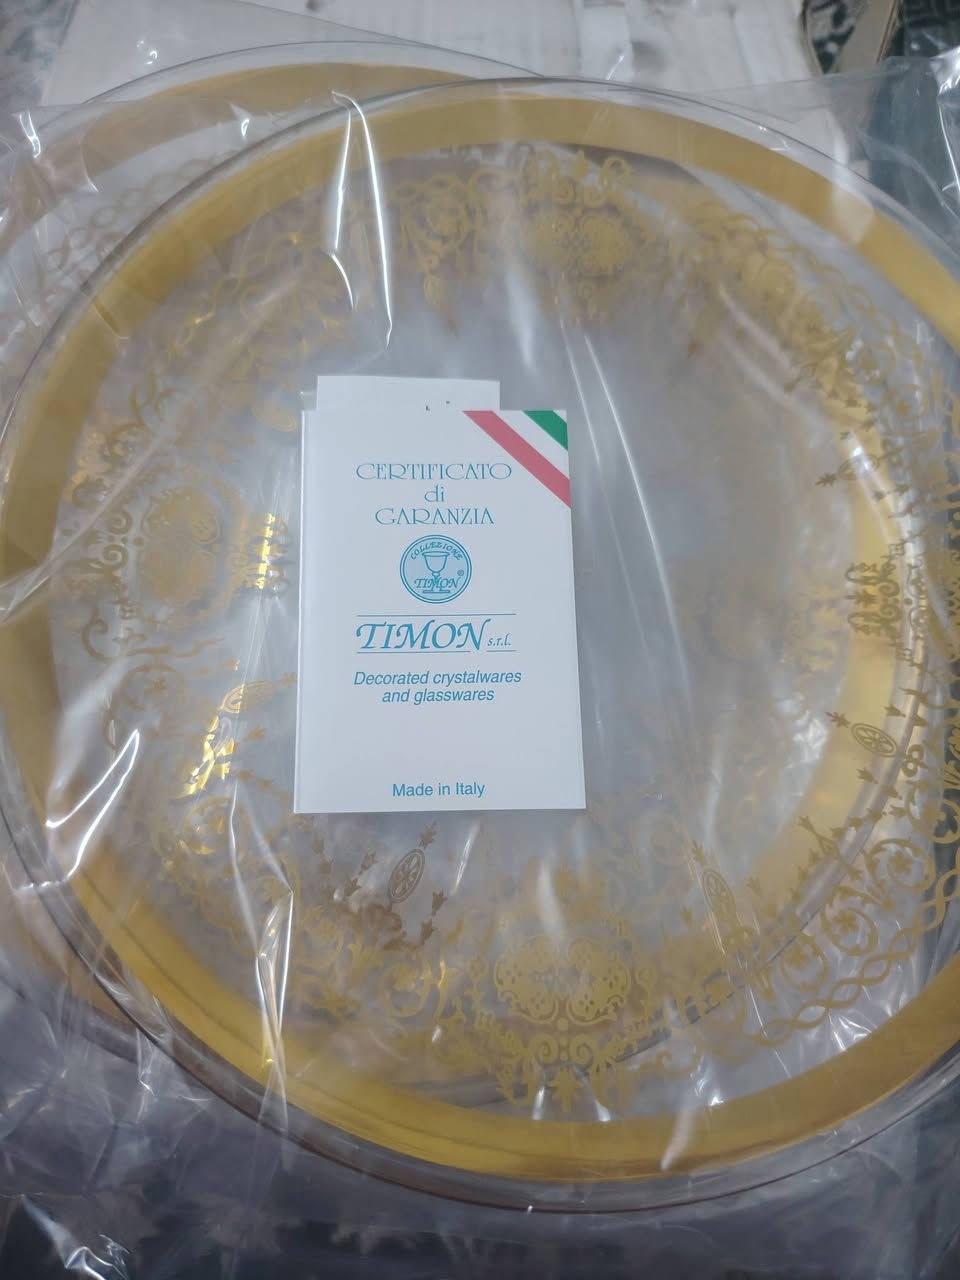 CERTIFICATO
di
GARANZIA
COLLEZIONE
TIMON ®
TIMON s.r.l.
Decorated crystalwares
and glasswares
Made in Italy